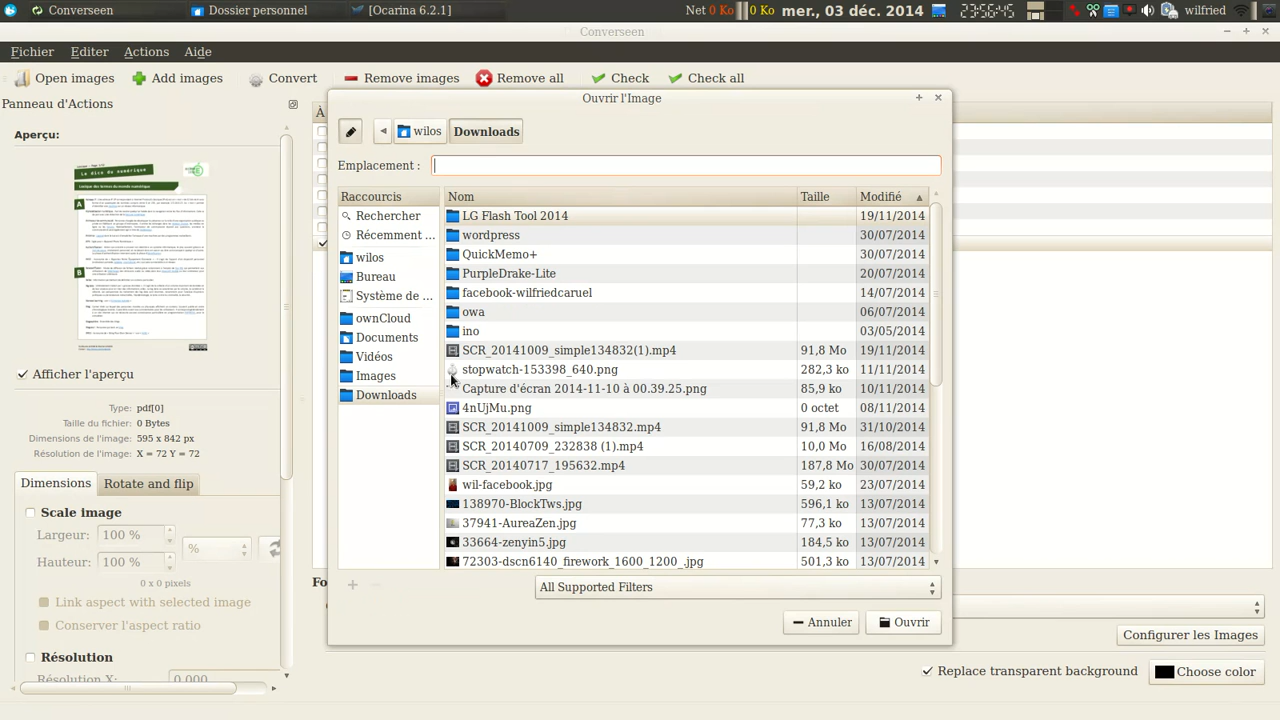 Converseen Dossier personnel [Ocarina 6.2.1] Net 0 Ko 0 Ko mer., 03 déc. 2014 23:56:45 wilfried
Converseen
Fichier Editer Actions Aide
Open images Add images Convert Remove images Remove all Check Check all
Panneau d'Actions
Aperçu:
Le dico du numérique
A
B
Afficher l'aperçu
Type: pdf[0]
Taille du fichier: 0 Bytes
Dimensions de l'image: 595 x 842 px
Résolution de l'image: X = 72 Y = 72
Dimensions Rotate and flip
Scale image
Largeur: 100 % %
Hauteur: 100 %
0 x 0 pixels
Link aspect with selected image
Conserver l'aspect ratio
Résolution
Résolution X: 0,000
À
Ouvrir l'Image
wilos Downloads
Emplacement :
Raccourcis
Rechercher
Récemment ...
wilos
Bureau
Système de ...
ownCloud
Documents
Vidéos
Images
Downloads
Nom Taille Modifié
LG Flash Tool 2014 19/11/2014
wordpress 30/07/2014
QuickMemo+ 30/07/2014
PurpleDrake-Lite 20/07/2014
facebook-wilfriedcaruel 14/07/2014
owa 06/07/2014
ino 03/05/2014
SCR_20141009_simple134832(1).mp4 91,8 Mo 19/11/2014
stopwatch-153398_640.png 282,3 ko 11/11/2014
Capture d'écran 2014-11-10 à 00.39.25.png 85,9 ko 10/11/2014
4nUjMu.png 0 octet 08/11/2014
SCR_20141009_simple134832.mp4 91,8 Mo 31/10/2014
SCR_20140709_232838 (1).mp4 10,0 Mo 16/08/2014
SCR_20140717_195632.mp4 187,8 Mo 30/07/2014
wil-facebook.jpg 59,2 ko 23/07/2014
138970-BlockTws.jpg 596,1 ko 13/07/2014
37941-AureaZen.jpg 77,3 ko 13/07/2014
33664-zenyin5.jpg 184,5 ko 13/07/2014
72303-dscn6140_firework_1600_1200_.jpg 501,3 ko 13/07/2014
All Supported Filters
Annuler Ouvrir
Fo
Configurer les Images
Replace transparent background Choose color